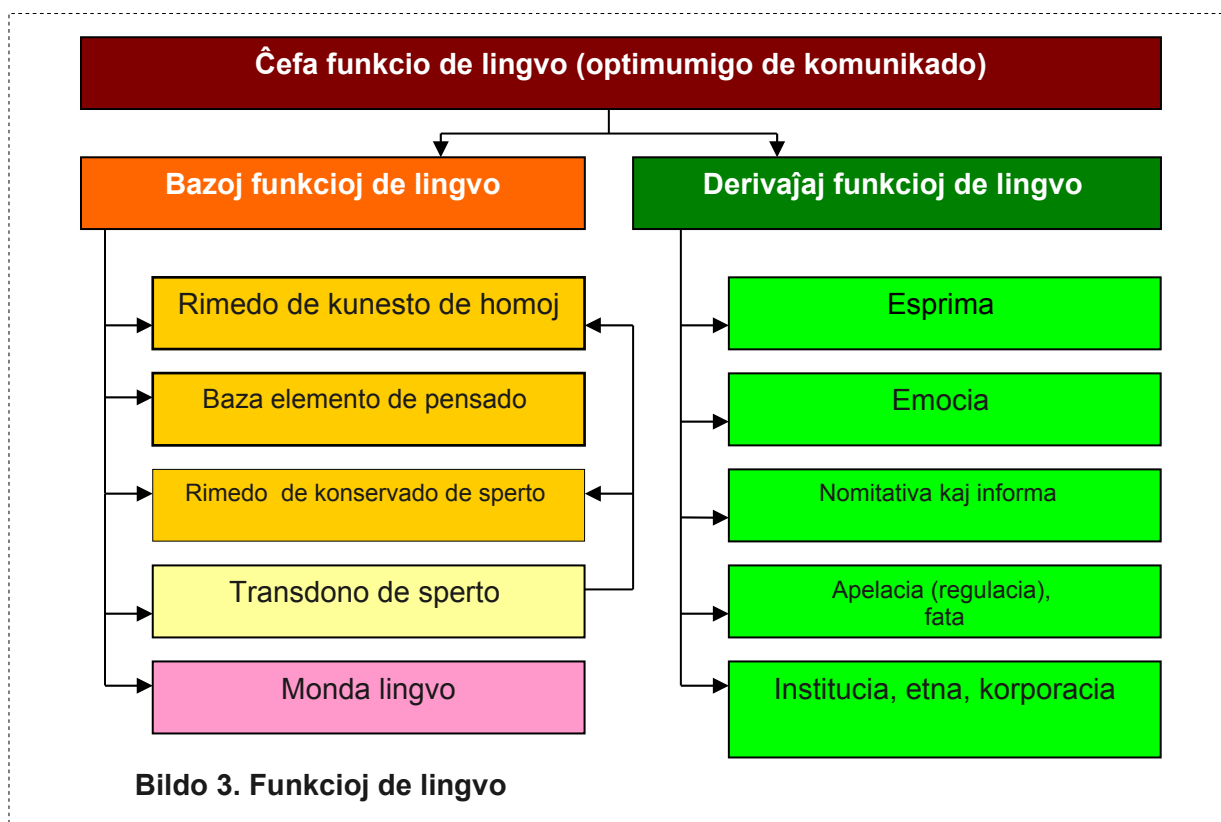 Ĉefa funkcio de lingvo (optimumigo de komunikado)
Bazoj funkcioj de lingvo
Derivaĵaj funkcioj de lingvo
Rimedo de kunesto de homoj
Baza elemento de pensado
Rimedo de konservado de sperto
Transdono de sperto
Monda lingvo
Esprima
Emocia
Nomitativa kaj informa
Apelacia (regulacia),
fata
Institucia, etna, korporacia
Bildo 3. Funkcioj de lingvo